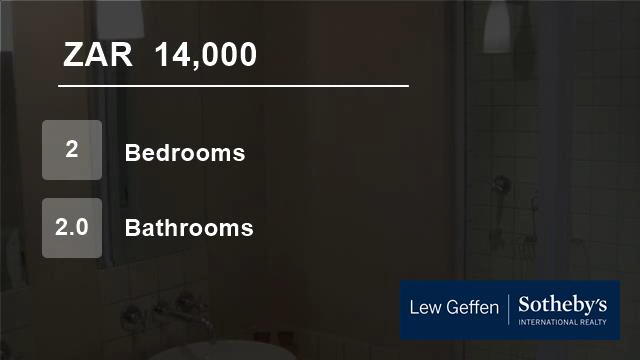 ZAR 14,000
2 Bedrooms
2.0 Bathrooms
Lew Geffen Sotheby's
INTERNATIONAL REALTY